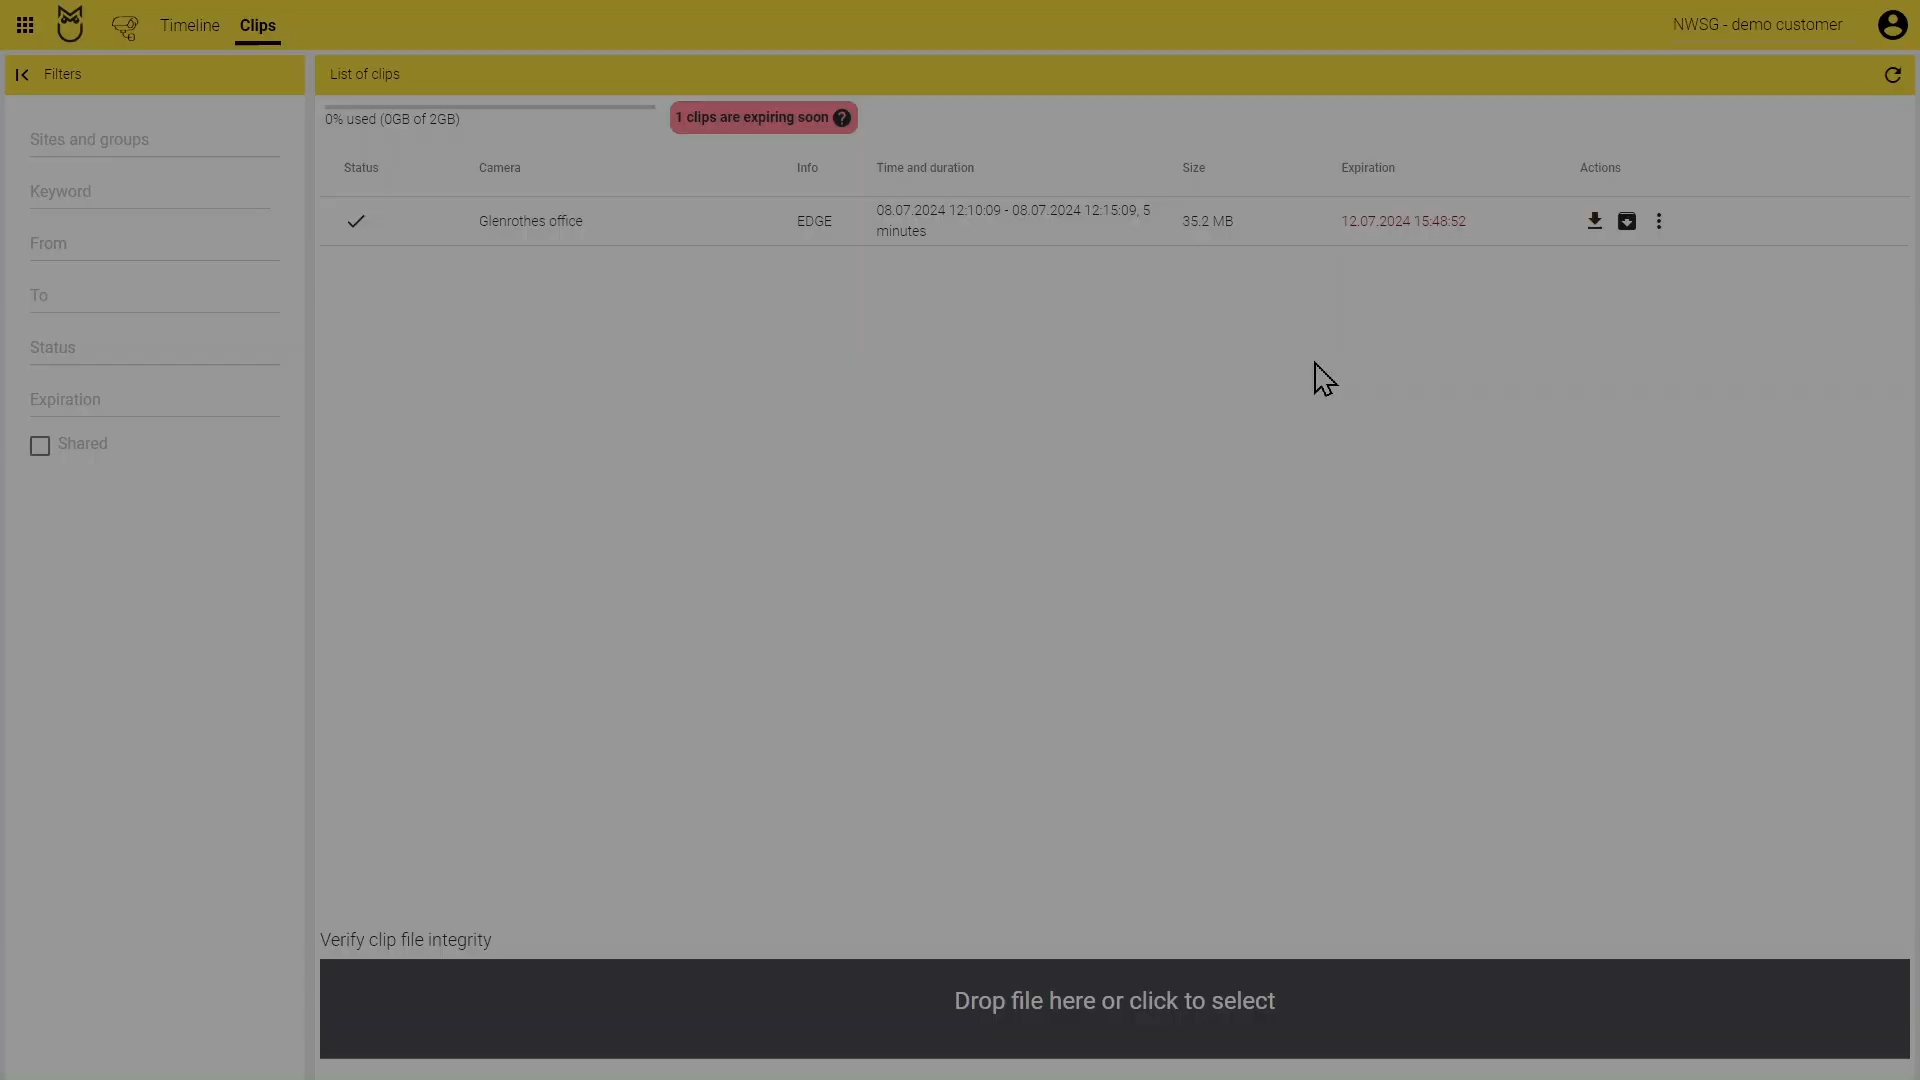 Timeline
Clips
NWSG - demo customer
Filters
List of clips
Sites and groups
Keyword
From
To
Status
Expiration
Shared
0% used (0GB of 2GB)
1 clips are expiring soon ?
Status Camera Info Time and duration Size Expiration Actions
Glenrothes office EDGE 08.07.2024 12:10:09 - 08.07.2024 12:15:09, 5
minutes
35.2 MB 12.07.2024 15:48:52
Verify clip file integrity
Drop file here or click to select